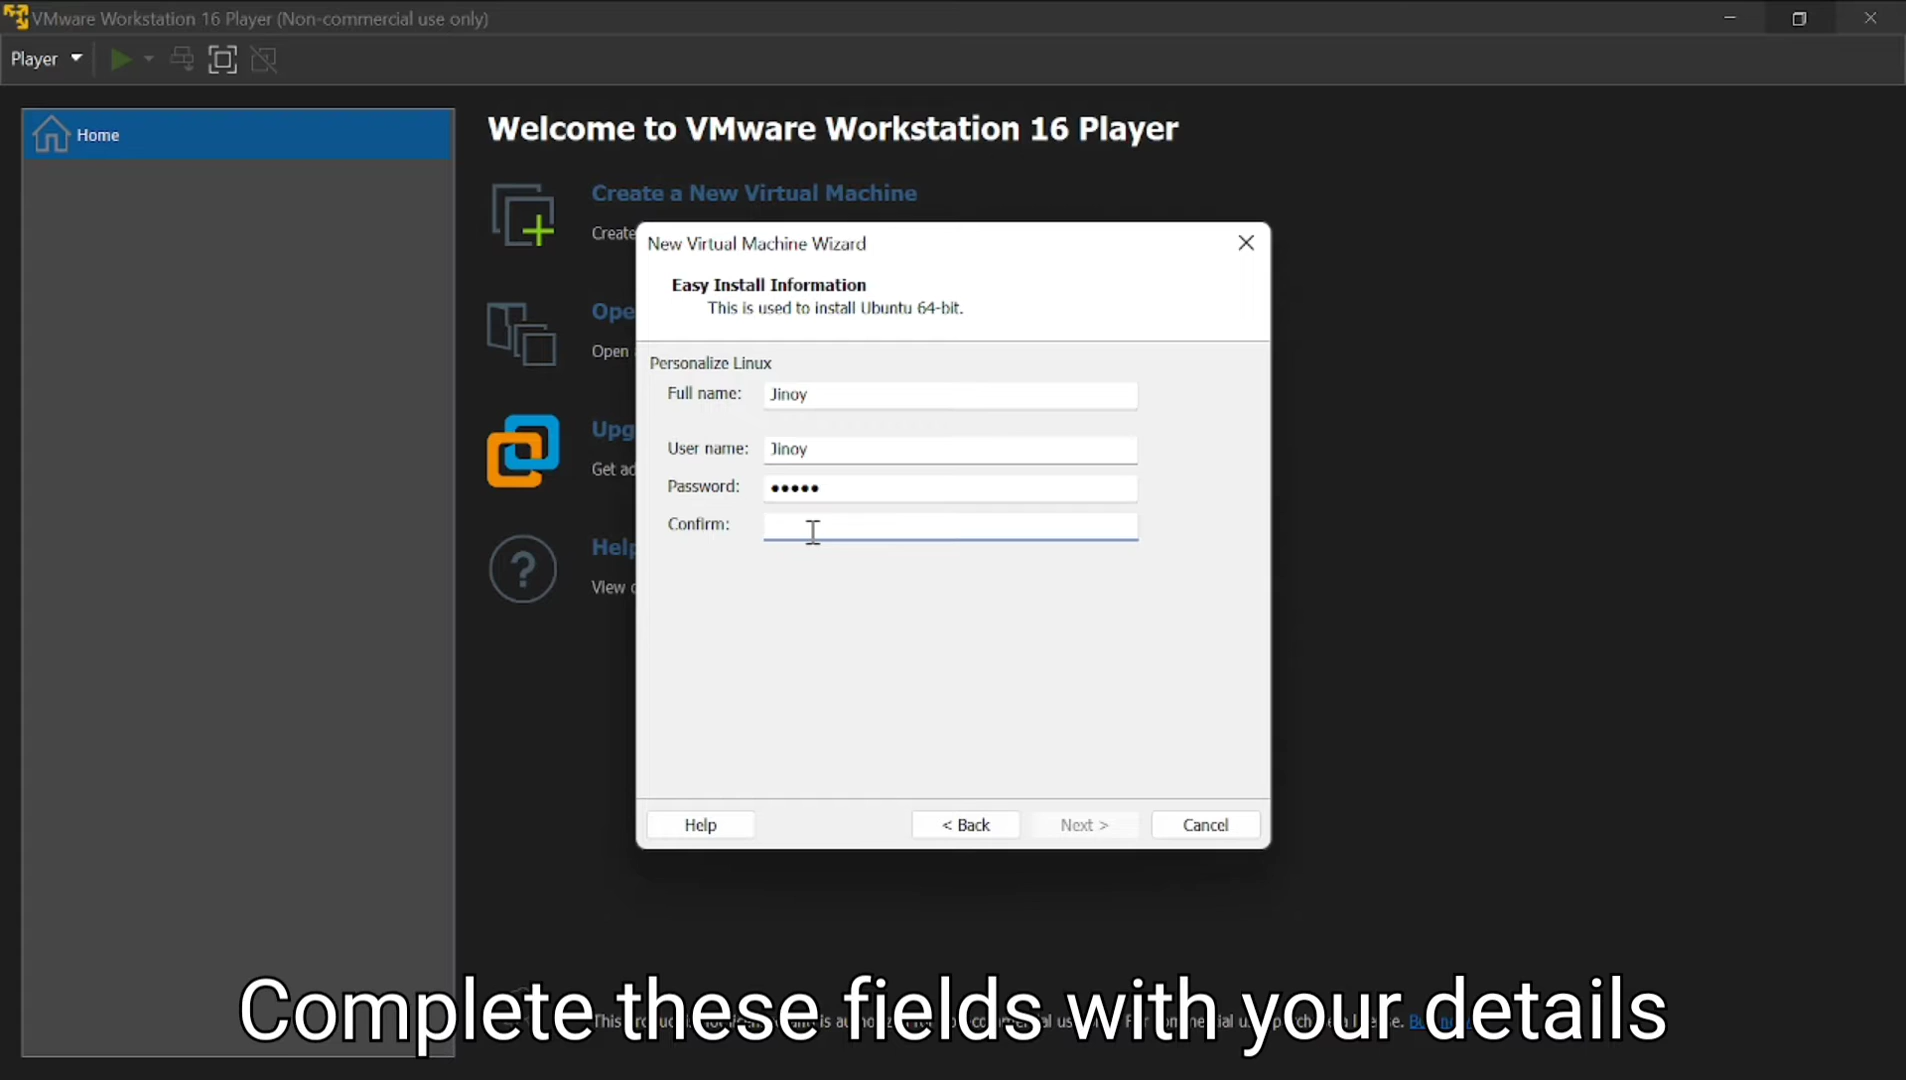 VMware Workstation 16 Player (Non-commercial use only)
Player
Home
Welcome to VMware Workstation 16 Player
Create a New Virtual Machine
Create
New Virtual Machine Wizard
Easy Install Information
This is used to install Ubuntu 64-bit.
Ope
Open
Personalize Linux
Full name: Jinoy
Upg
User name: Jinoy
Get ad
Password: •••••
Confirm:
Help
View
?
Help
< Back
Next >
Cancel
Complete these fields with your details
This